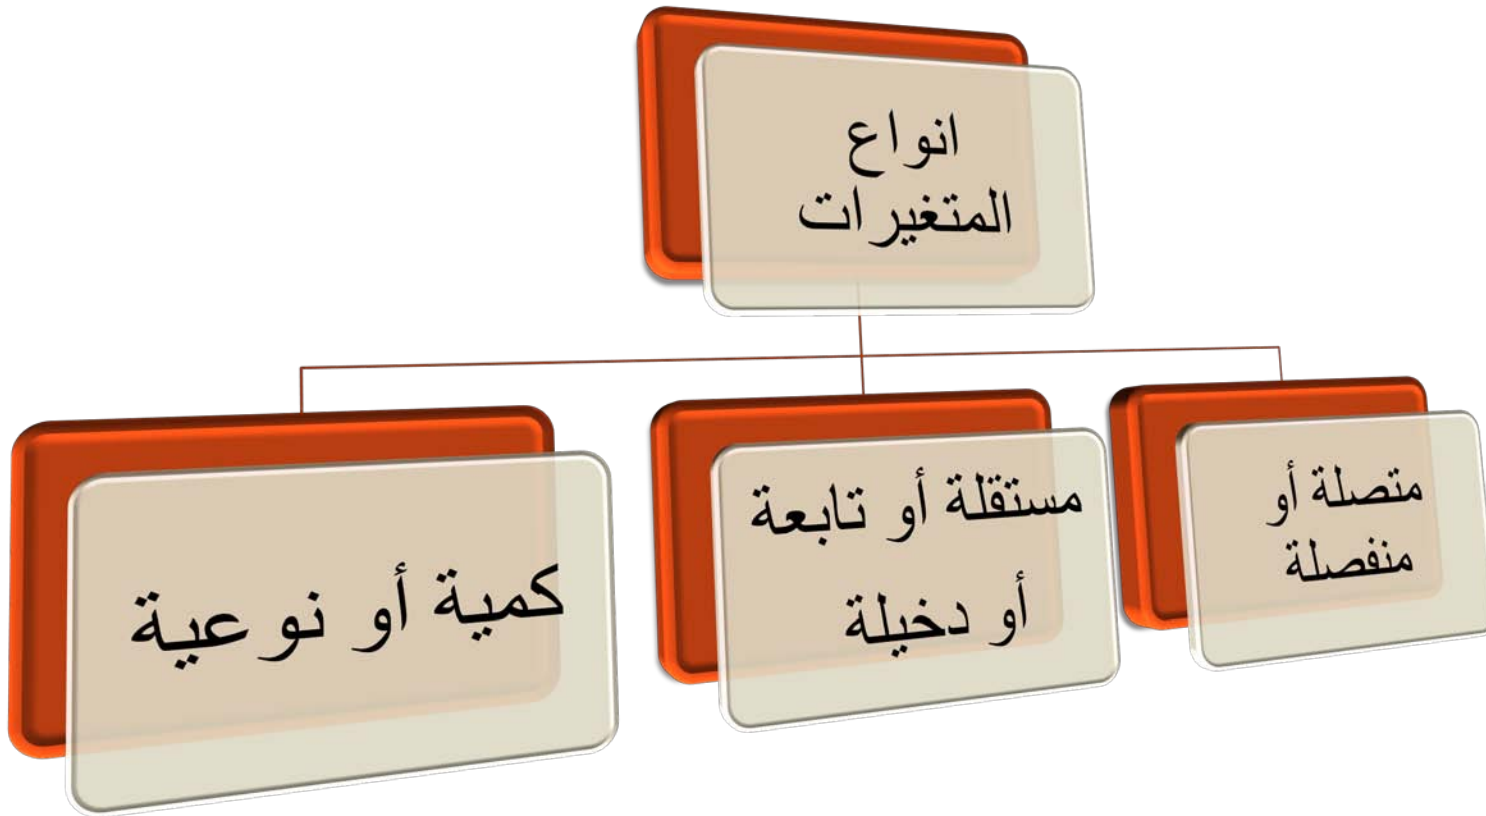 انواع
المتغيرات
متصلة أو
منفصلة
مستقلة أو تابعة
أو دخيلة
كمية أو نوعية